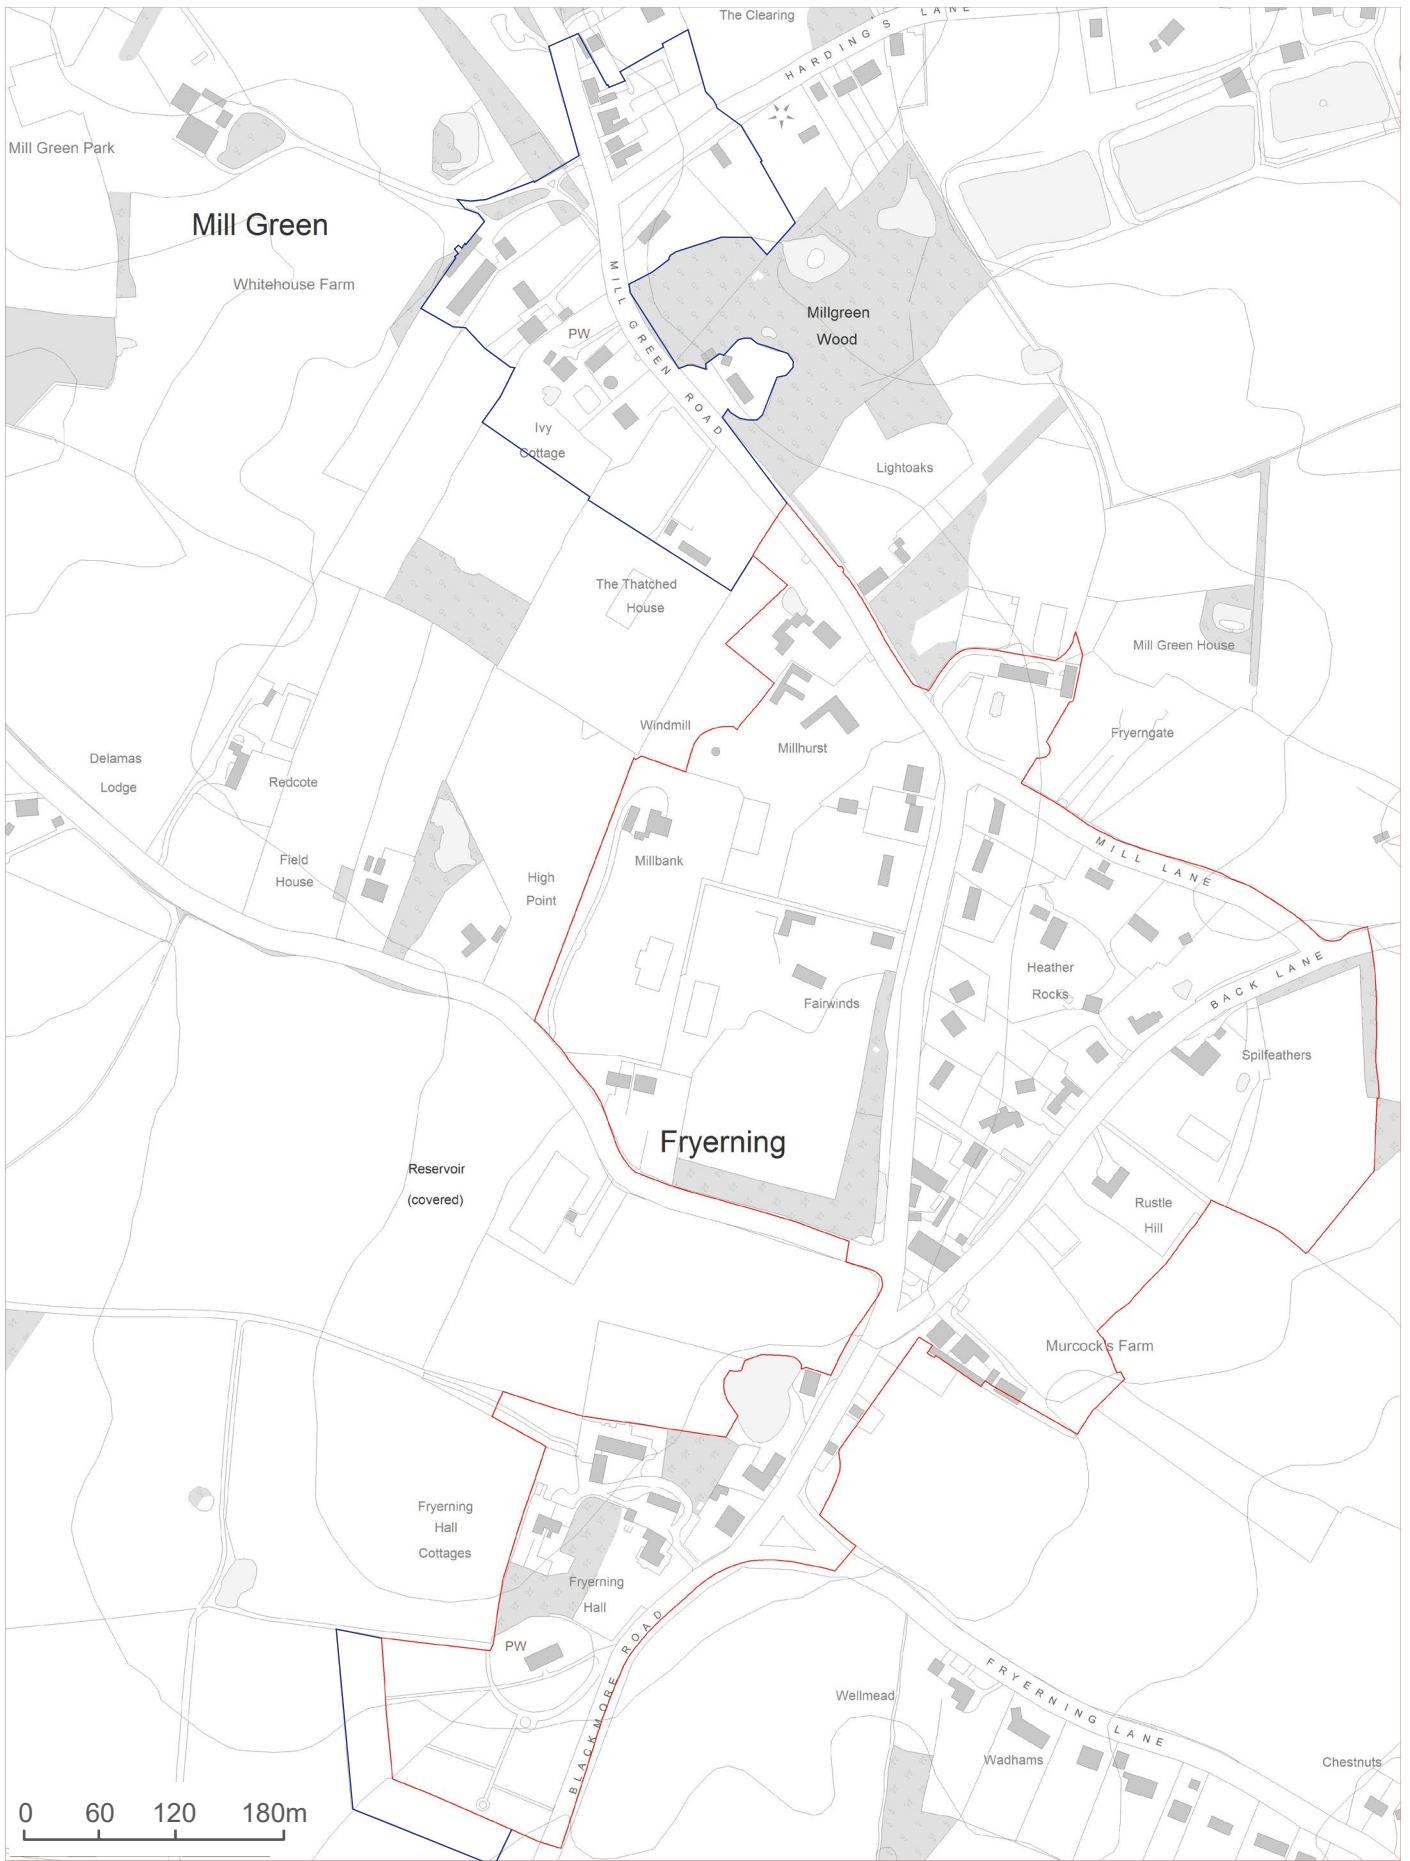 The Clearing
HARDING'S LANE
Mill Green Park
Mill Green
Whitehouse Farm
MILL GREEN ROAD
PW
Millgreen
Wood
Ivy
Cottage
Lightoaks
The Thatched
House
Mill Green House
Windmill
Millhurst
Fryerngate
Delamas
Lodge
Redcote
MILL LANE
Field
House
High
Point
Millbank
Heather
Rocks
BACK LANE
Fairwinds
Spilfeathers
Fryerning
Reservoir
(covered)
Rustle
Hill
Murcock's Farm
Fryerning
Hall
Cottages
Fryerning
Hall
PW
BLACKMORE ROAD
FRYERNING LANE
Wellmead
Wadhams
Chestnuts
0 60 120 180m